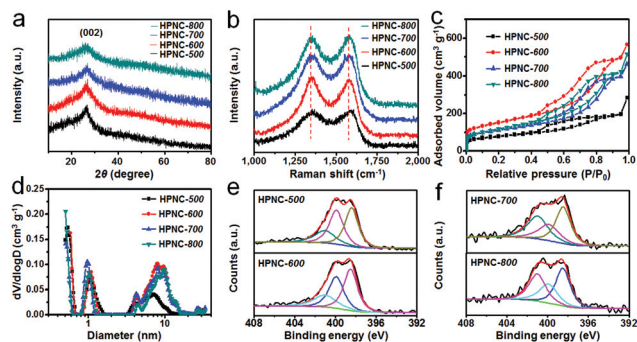 a
(002)
HPNC-800
HPNC-700
HPNC-600
HPNC-500
Intensity (a.u.)
20 40 60 80
2θ (degree)
b
HPNC-800
HPNC-700
HPNC-600
HPNC-500
Intensity (a.u.)
1,000 1,250 1,500 1,750 2,000
Raman shift (cm-1)
c
HPNC-500
HPNC-600
HPNC-700
HPNC-800
Adsorbed volume (cm3 g-1)
600
400
200
0
0.0 0.2 0.4 0.6 0.8 1.0
Relative pressure (P/P0)
d
HPNC-500
HPNC-600
HPNC-700
HPNC-800
dV/dlogD (cm3 g-1)
0.25
0.20
0.15
0.10
0.05
0.00
1 10
Diameter (nm)
e
HPNC-500
HPNC-600
Counts (a.u.)
408 404 400 396 392
Binding energy (eV)
f
HPNC-700
HPNC-800
Counts (a.u.)
408 404 400 396 392
Binding energy (eV)